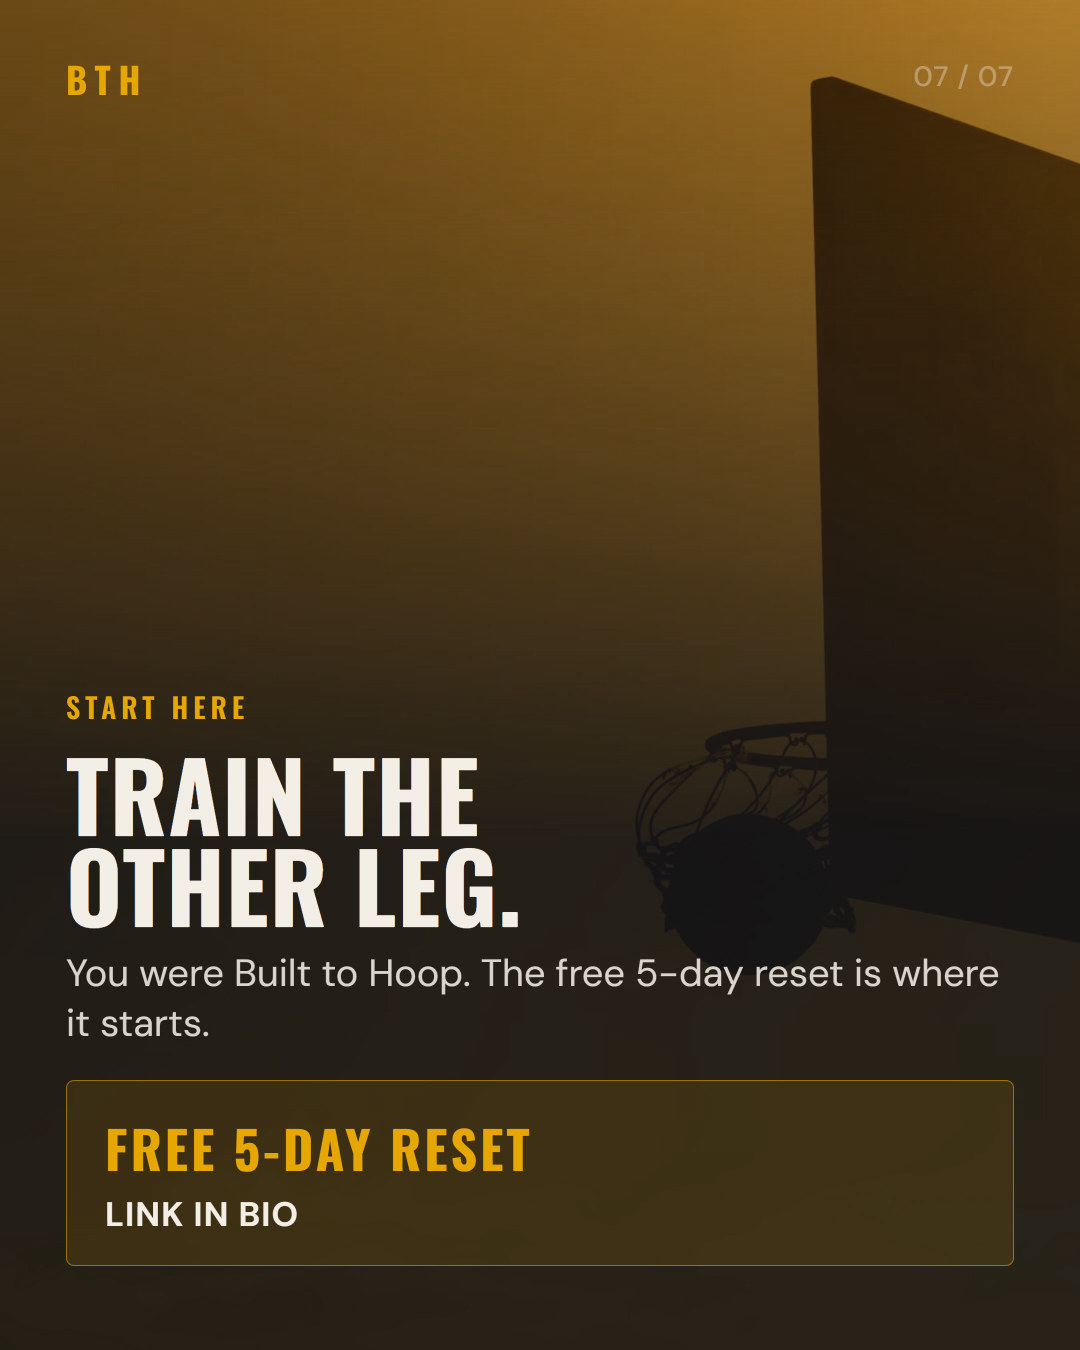 BTH
07 / 07
START HERE
TRAIN THE
OTHER LEG.
You were Built to Hoop. The free 5-day reset is where
it starts.
FREE 5-DAY RESET
LINK IN BIO